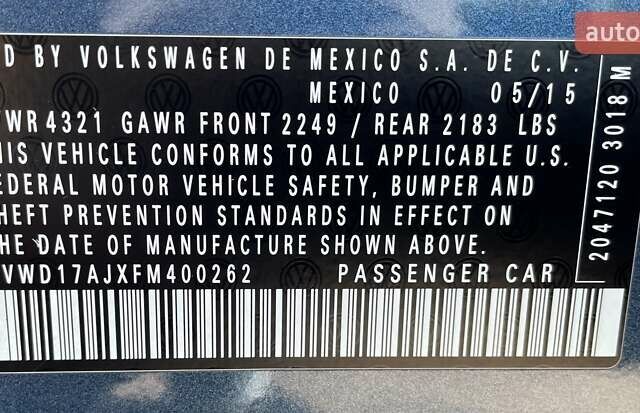 auto
D BY VOLKSWAGEN DE MEXICO S.A. DE C.V.
MEXICO 05/15
WR 4321 GAWR FRONT 2249 / REAR 2183 LBS
HIS VEHICLE CONFORMS TO ALL APPLICABLE U.S.
FEDERAL MOTOR VEHICLE SAFETY, BUMPER AND
HEFT PREVENTION STANDARDS IN EFFECT ON
HE DATE OF MANUFACTURE SHOWN ABOVE.
VWD17AJXFM400262 PASSENGER CAR
2047120 3018 M